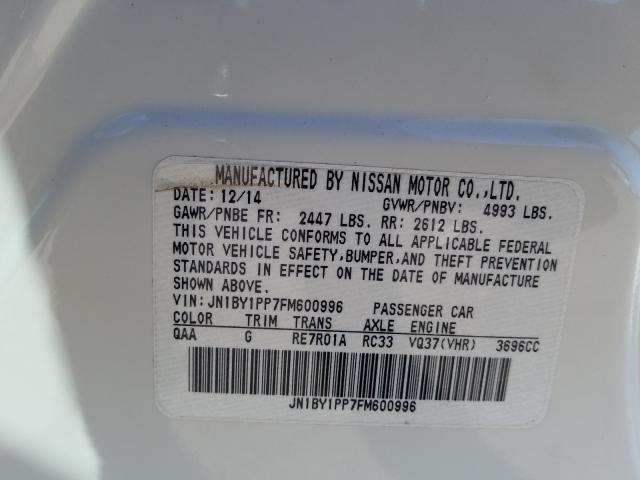 MANUFACTURED BY NISSAN MOTOR CO.,LTD.
DATE: 12/14 GVWR/PNBV: 4993 LBS.
GAWR/PNBE FR: 2447 LBS. RR: 2612 LBS.
THIS VEHICLE CONFORMS TO ALL APPLICABLE FEDERAL
MOTOR VEHICLE SAFETY,BUMPER,AND THEFT PREVENTION
STANDARDS IN EFFECT ON THE DATE OF MANUFACTURE
SHOWN ABOVE.
VIN: JN1BY1PP7FM600996 PASSENGER CAR
COLOR TRIM TRANS AXLE ENGINE
QAA G RE7R01A RC33 VQ37(VHR) 3696CC
JN1BY1PP7FM600996